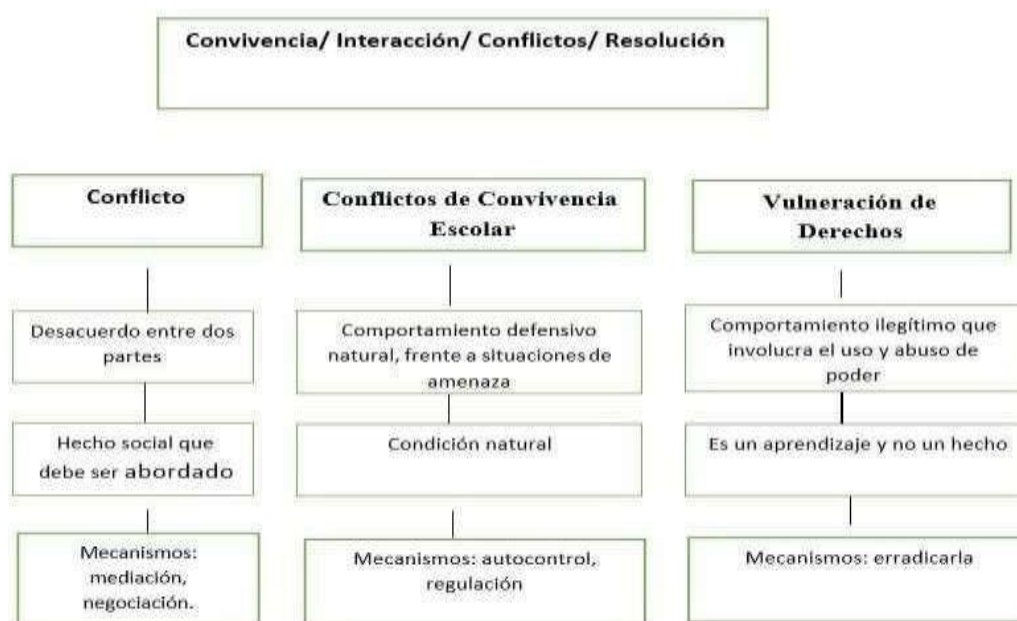 Convivencia/ Interacción/ Conflictos/ Resolución
Conflicto
Desacuerdo entre dos
partes
Hecho social que
debe ser abordado
Mecanismos:
mediación,
negociación.
Conflictos de Convivencia
Escolar
Comportamiento defensivo
natural, frente a situaciones de
amenaza
Condición natural
Mecanismos: autocontrol,
regulación
Vulneración de
Derechos
Comportamiento ilegítimo que
involucra el uso y abuso de
poder
Es un aprendizaje y no un hecho
Mecanismos: erradicarla